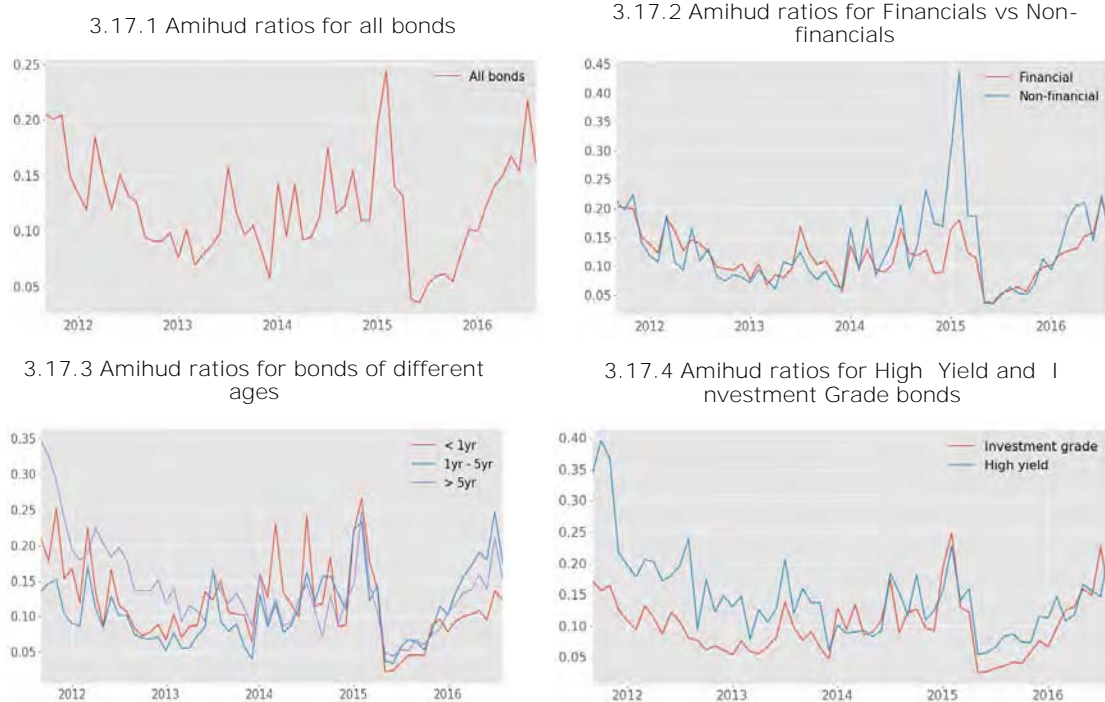 3.17.1 Amihud ratios for all bonds
0.25
0.20
0.15
0.10
0.05
All bonds
2012 2013 2014 2015 2016
3.17.2 Amihud ratios for Financials vs Non-
financials
0.45
0.40
0.35
0.30
0.25
0.20
0.15
0.10
0.05
Financial
Non-financial
2012 2013 2014 2015 2016
3.17.3 Amihud ratios for bonds of different
ages
0.35
0.30
0.25
0.20
0.15
0.10
0.05
< 1yr
1yr - 5yr
> 5yr
2012 2013 2014 2015 2016
3.17.4 Amihud ratios for High Yield and I
nvestment Grade bonds
0.40
0.35
0.30
0.25
0.20
0.15
0.10
0.05
Investment grade
High yield
2012 2013 2014 2015 2016